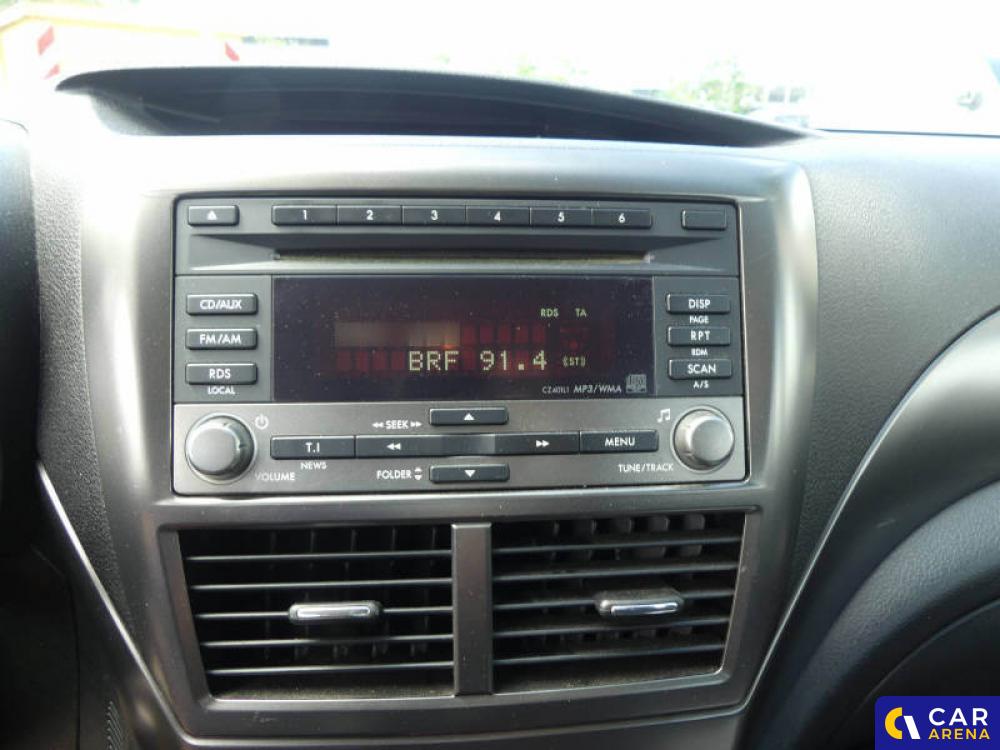 1 2 3 4 5 6
CD/AUX
DISP
PAGE
FM/AM
RPT
RDM
RDS
LOCAL
SCAN
A/S
RDS TA
BRF 91.4 ((ST))
MP3/WMA
SEEK
T.I
NEWS
MENU
VOLUME
FOLDER
TUNE/TRACK
CAR
ARENA